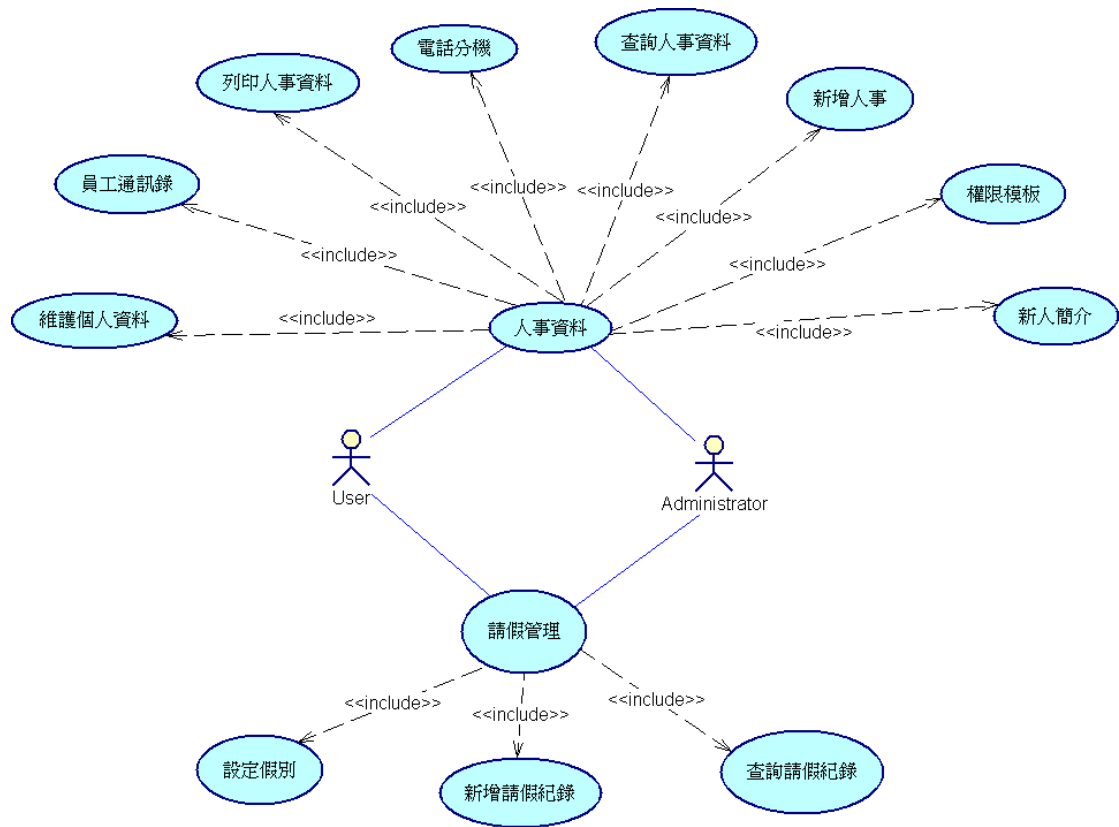 電話分機
查詢人事資料
列印人事資料
新增人事
員工通訊錄
權限模板
<<include>>
<<include>>
<<include>>
<<include>>
<<include>>
<<include>>
維護個人資料
<<include>>
人事資料
<<include>>
新人簡介
User
Administrator
請假管理
<<include>>
<<include>>
<<include>>
設定假別
新增請假紀錄
查詢請假紀錄